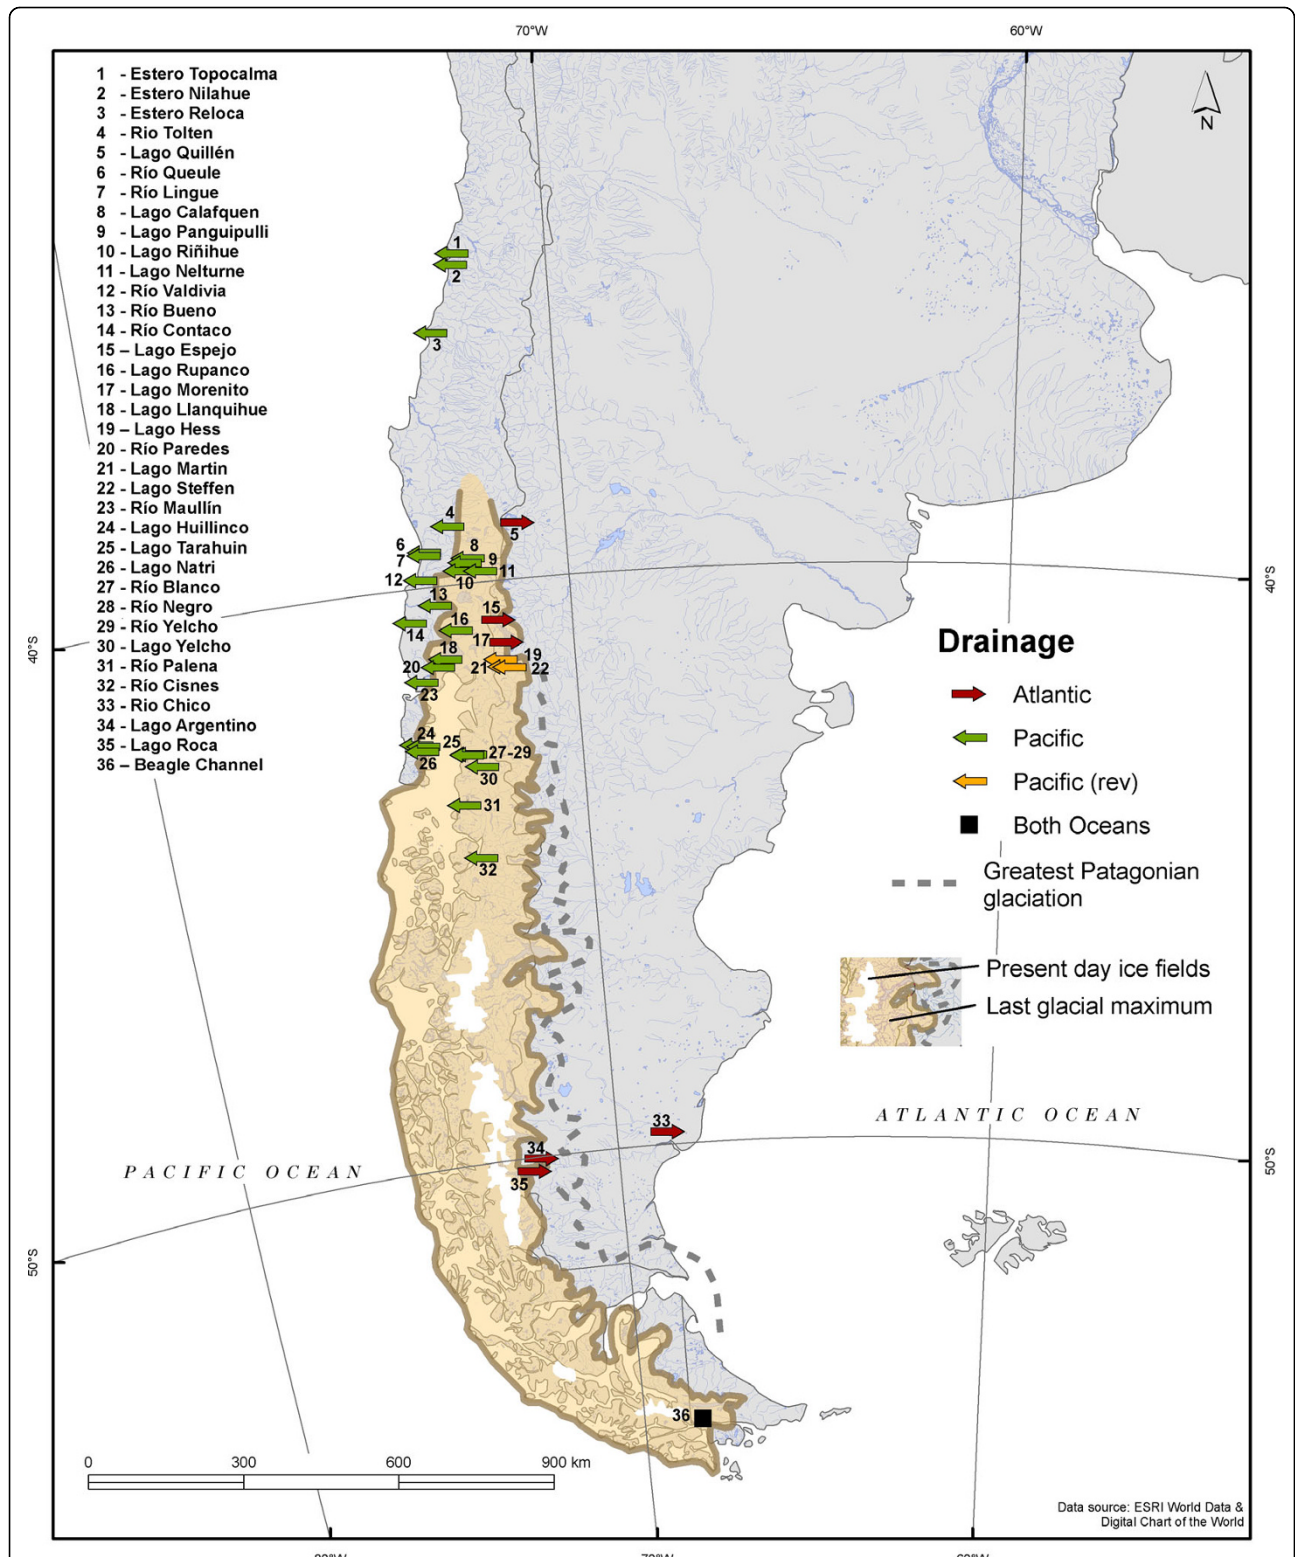 70°W
60°W
1 - Estero Topocalma
2 - Estero Nilahue
3 - Estero Reloca
4 - Rio Tolten
5 - Lago Quillén
6 - Río Queule
7 - Río Lingue
8 - Lago Calafquen
9 - Lago Panguipulli
10 - Lago Riñihue
11 - Lago Nelturne
12 - Río Valdivia
13 - Río Bueno
14 - Río Contaco
15 – Lago Espejo
16 - Lago Rupanco
17 - Lago Morenito
18 - Lago Llanquihue
19 – Lago Hess
20 - Río Paredes
21 - Lago Martin
22 - Lago Steffen
23 - Río Maullín
24 - Lago Huillinco
25 - Lago Tarahuin
26 - Lago Natri
27 - Río Blanco
28 - Río Negro
29 - Río Yelcho
30 - Lago Yelcho
31 - Río Palena
32 - Río Cisnes
33 - Rio Chico
34 - Lago Argentino
35 - Lago Roca
36 – Beagle Channel
N
1
2
3
4
5
6
7
8
9
10
11
12
13
14
15
16
17
18
19
20
21
22
23
24
25
26
27-29
30
31
32
33
34
35
36
40°S
40°S
50°S
50°S
Drainage
Atlantic
Pacific
Pacific (rev)
Both Oceans
Greatest Patagonian
glaciation
Present day ice fields
Last glacial maximum
ATLANTIC OCEAN
PACIFIC OCEAN
0 300 600 900 km
Data source: ESRI World Data &
Digital Chart of the World